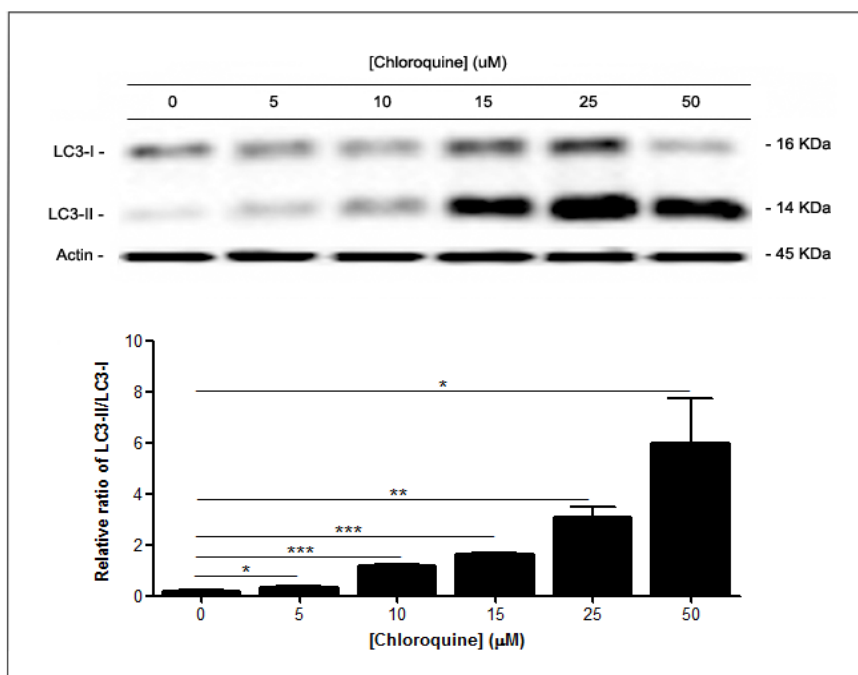 [Chloroquine] (uM)
0 5 10 15 25 50
LC3-I - - 16 KDa
LC3-II - - 14 KDa
Actin - - 45 KDa
Relative ratio of LC3-II/LC3-I
10
8
6
4
2
0
*
**
***
***
*
0 5 10 15 25 50
[Chloroquine] (μM)